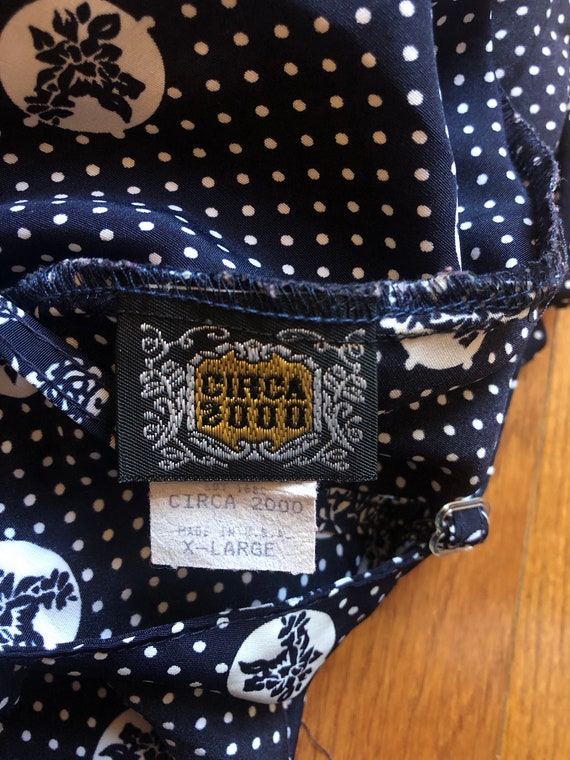 CIRCA
2000
CIRCA 2000
MADE IN U.S.A.
X-LARGE